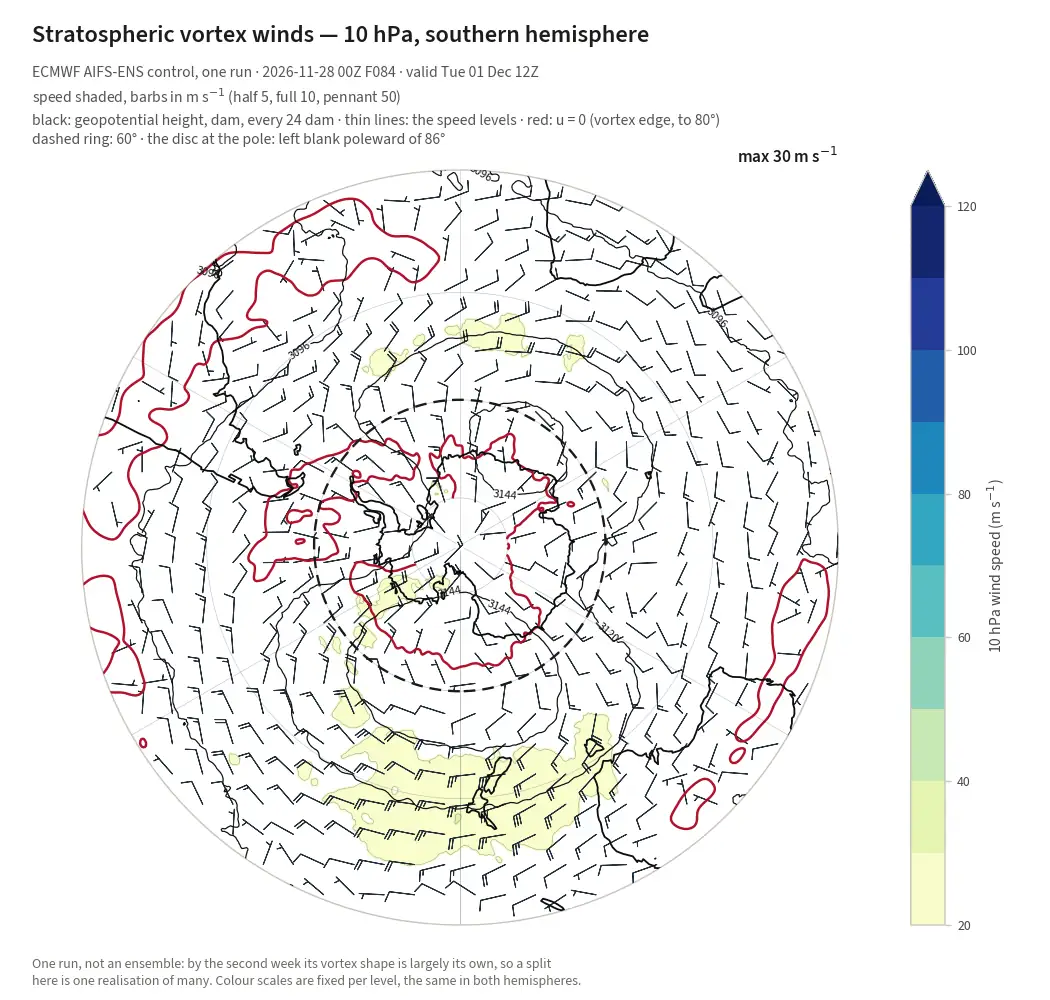 Stratospheric vortex winds — 10 hPa, southern hemisphere
ECMWF AIFS-ENS control, one run · 2026-11-28 00Z F084 · valid Tue 01 Dec 12Z
speed shaded, barbs in m s⁻¹ (half 5, full 10, pennant 50)
black: geopotential height, dam, every 24 dam · thin lines: the speed levels · red: u = 0 (vortex edge, to 80°)
dashed ring: 60° · the disc at the pole: left blank poleward of 86°
max 30 m s⁻¹
3096
3096
3096
3144
3144
3120
120
100
80
60
40
20
10 hPa wind speed (m s⁻¹)
One run, not an ensemble: by the second week its vortex shape is largely its own, so a split
here is one realisation of many. Colour scales are fixed per level, the same in both hemispheres.